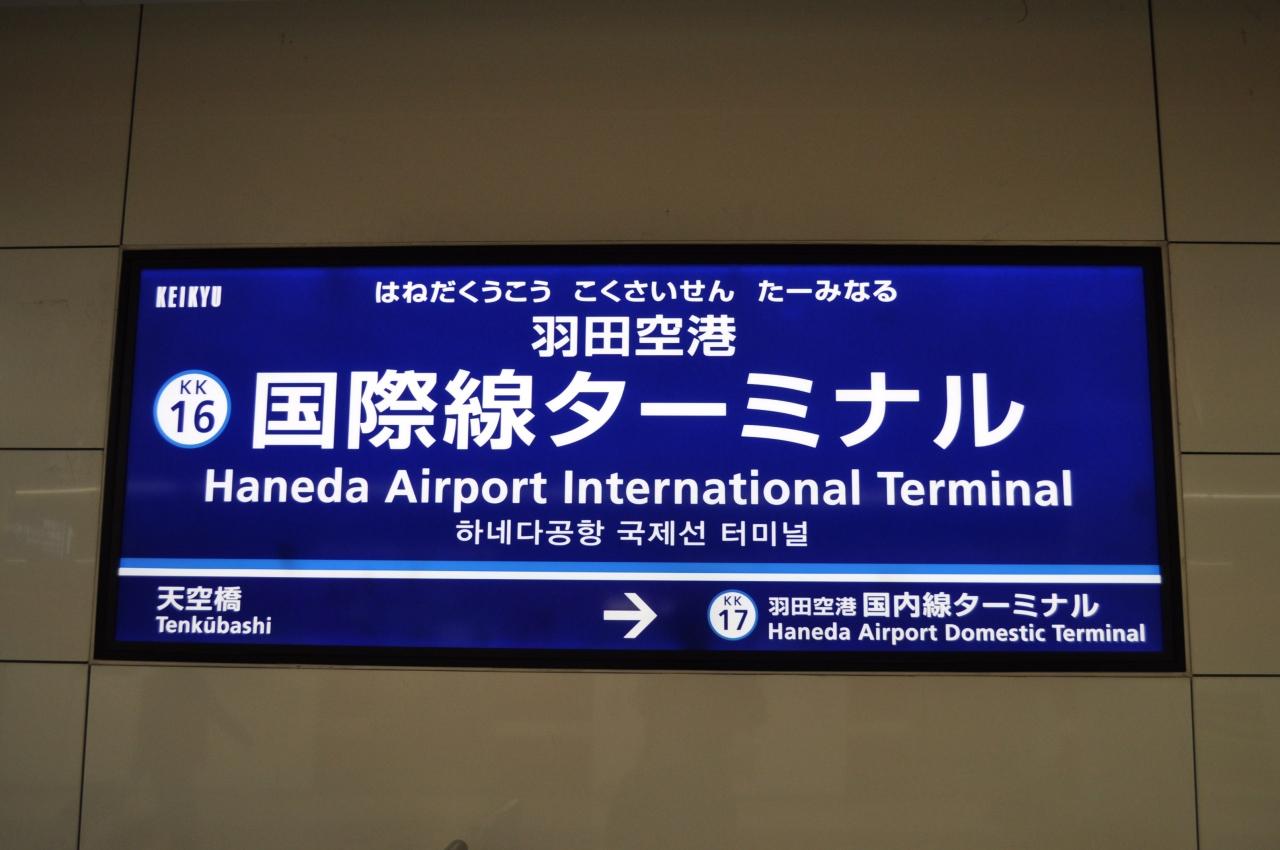 KEIKYU
はねだくうこう こくさいせん たーみなる
羽田空港
KK
16
国際線ターミナル
Haneda Airport International Terminal
하네다공항 국제선 터미널
天空橋
Tenkūbashi
→
KK
17
羽田空港 国内線ターミナル
Haneda Airport Domestic Terminal